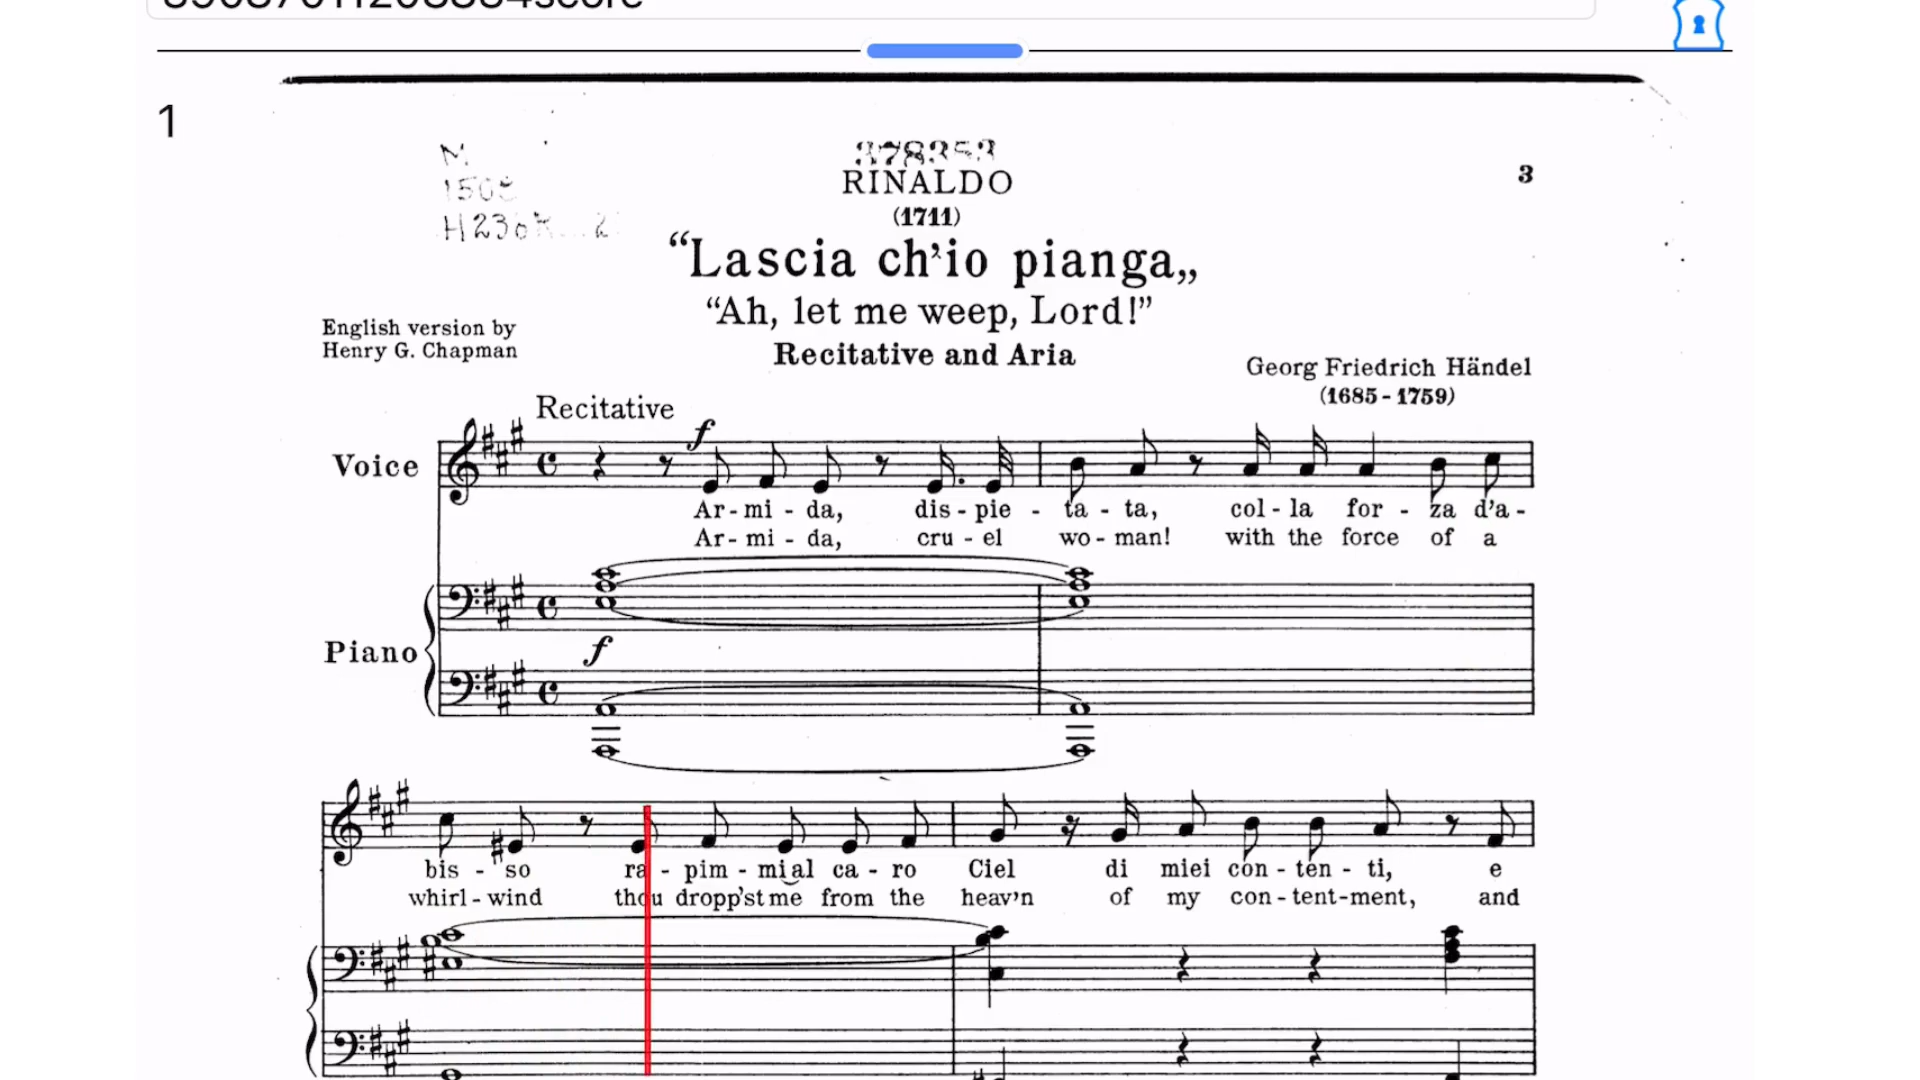 1
378353
RINALDO
3
(1711)
“Lascia ch’io pianga„
“Ah, let me weep, Lord!”
English version by
Henry G. Chapman
Recitative and Aria
Georg Friedrich Händel
(1685 - 1759)
Recitative
f
Voice
Ar - mi - da, dis - pie - ta - ta, col - la for - za d’a -
Ar - mi - da, cru - el wo - man! with the force of a
f
Piano
bis - so ra - pim - mi al ca - ro Ciel di miei con - ten - ti, e
whirl - wind thou dropp’st me from the heav’n of my con - tent - ment, and